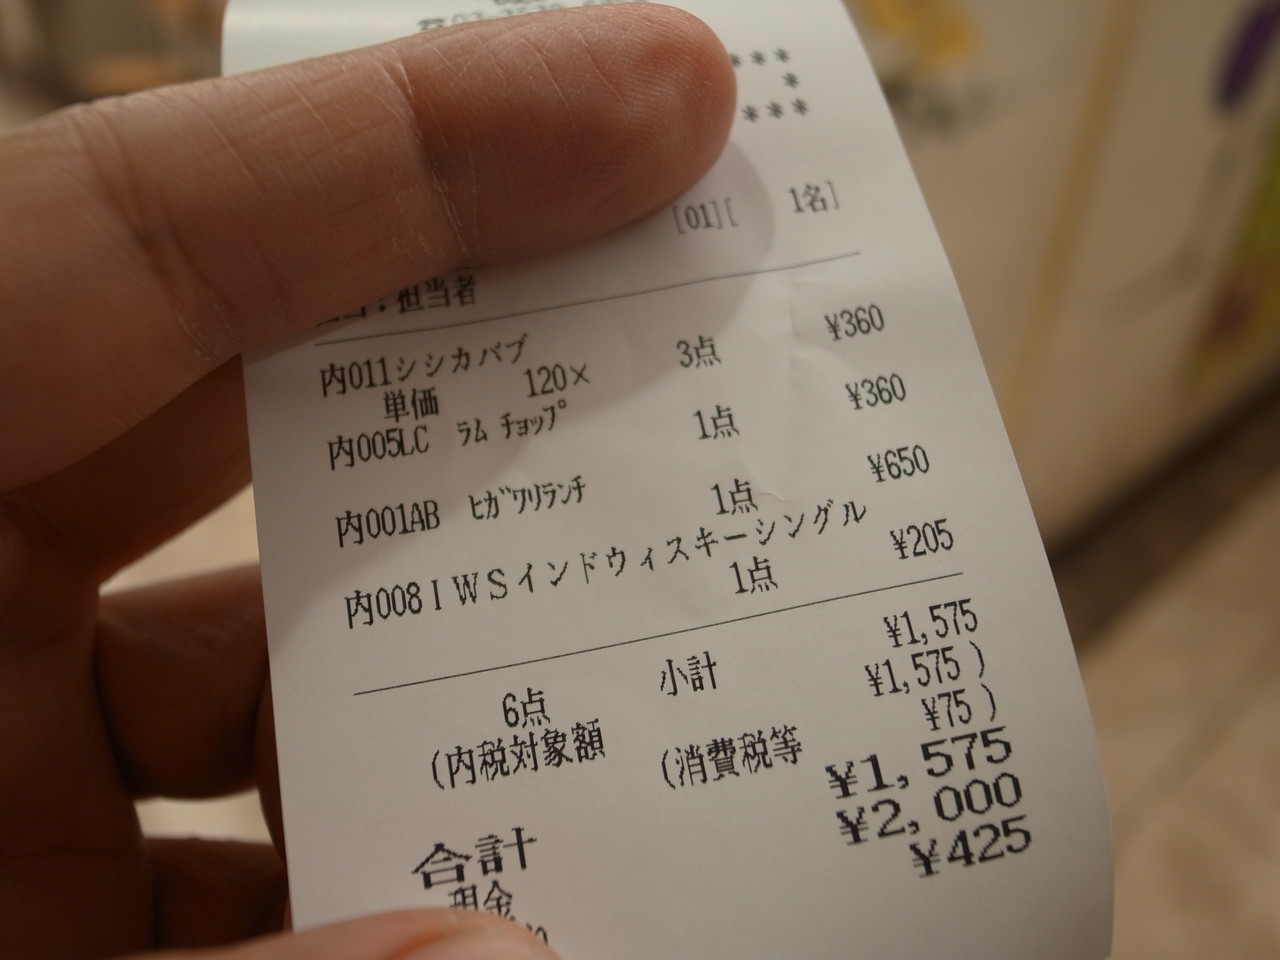 ***
*
***
[01][ 1名]
担当者
内011シシカバブ
単価 120× 3点 ¥360
内005LC ラム チョップ
1点 ¥360
内001AB ヒガワリランチ
1点 ¥650
内008IWSインドウィスキーシングル
1点 ¥205
6点 小計 ¥1,575
(内税対象額 ¥1,575)
(消費税等 ¥75)
合計 ¥1,575
現金 ¥2,000
¥425